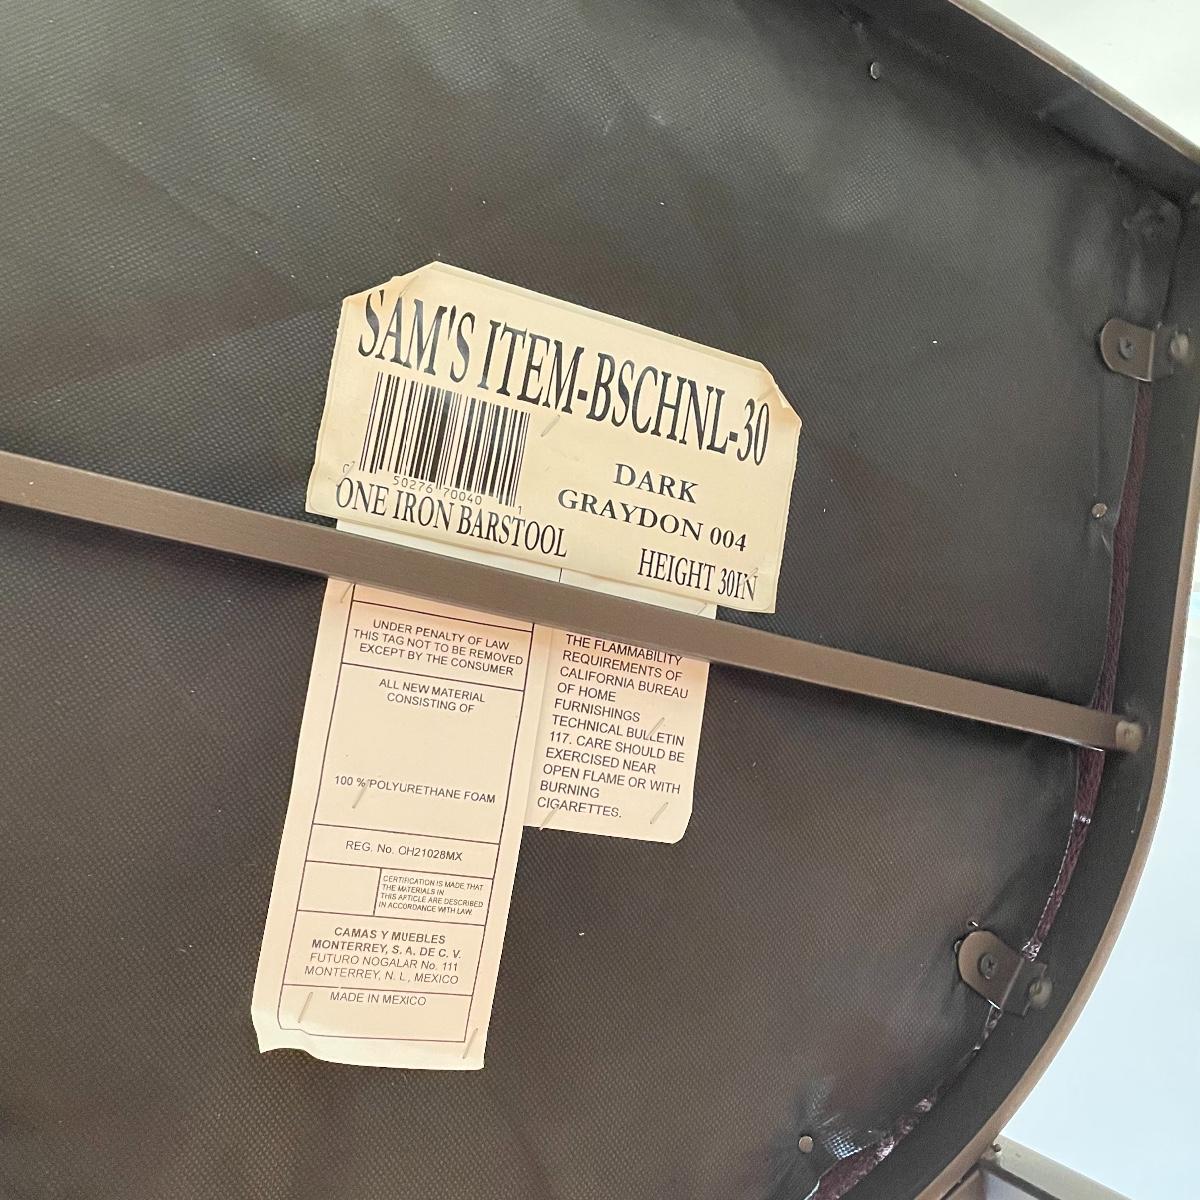 SAM'S ITEM-BSCHNL-30
50276 70040 1
DARK
GRAYDON 004
ONE IRON BARSTOOL
HEIGHT 30IN
UNDER PENALTY OF LAW
THIS TAG NOT TO BE REMOVED
EXCEPT BY THE CONSUMER
ALL NEW MATERIAL
CONSISTING OF
100 % POLYURETHANE FOAM
REG. No. OH21028MX
CERTIFICATION IS MADE THAT
THE MATERIALS IN
THIS ARTICLE ARE DESCRIBED
IN ACCORDANCE WITH LAW.
CAMAS Y MUEBLES
MONTERREY, S. A. DE C. V.
FUTURO NOGALAR No. 111
MONTERREY, N. L., MEXICO
MADE IN MEXICO
THE FLAMMABILITY
REQUIREMENTS OF
CALIFORNIA BUREAU
OF HOME
FURNISHINGS
TECHNICAL BULLETIN
117. CARE SHOULD BE
EXERCISED NEAR
OPEN FLAME OR WITH
BURNING
CIGARETTES.